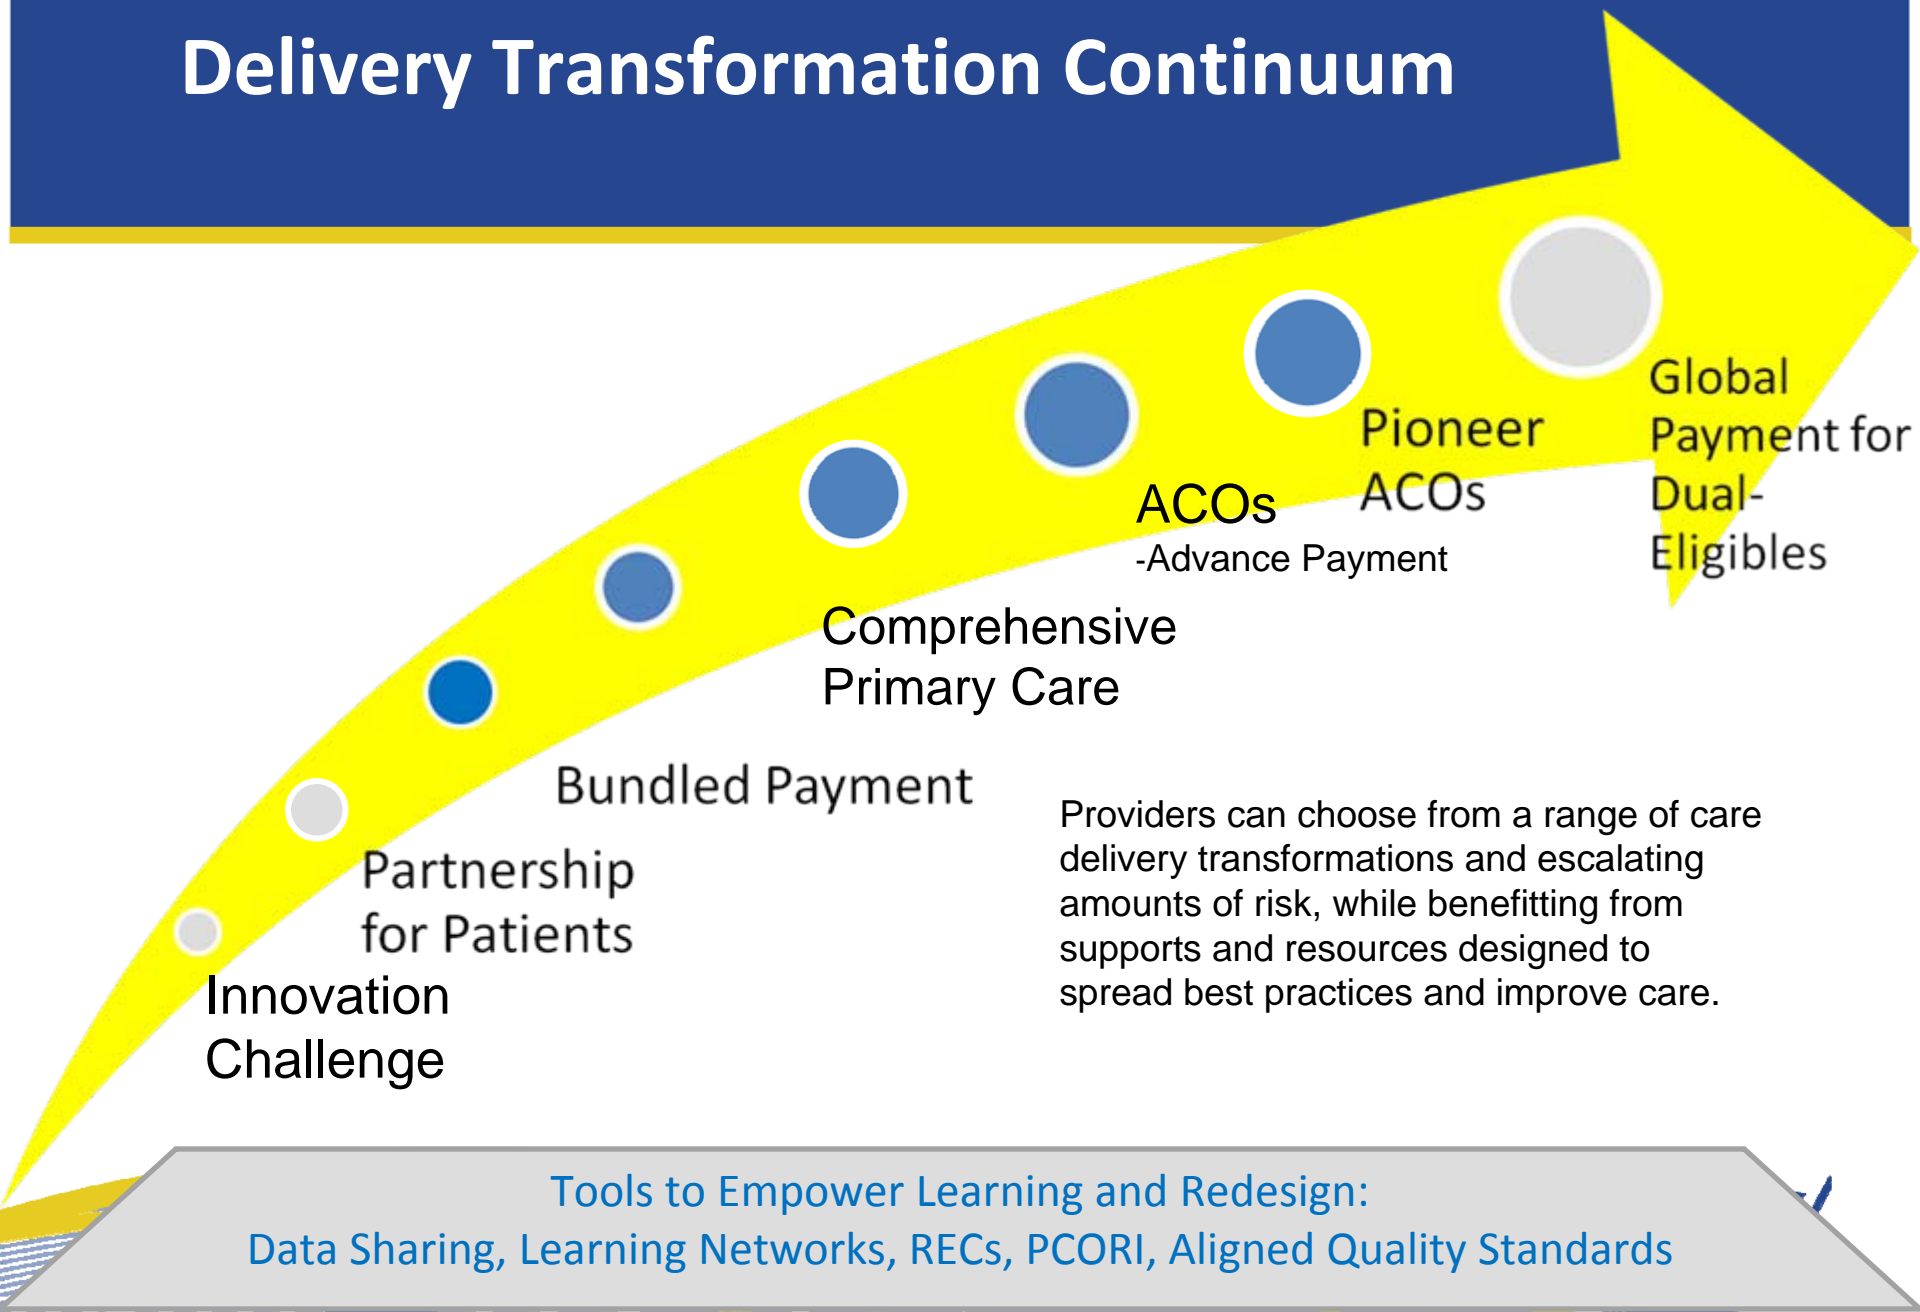 Delivery Transformation Continuum
Global
Payment for
Dual-
Eligibles
Pioneer
ACOs
ACOs
-Advance Payment
Comprehensive
Primary Care
Bundled Payment
Partnership
for Patients
Innovation
Challenge
Providers can choose from a range of care
delivery transformations and escalating
amounts of risk, while benefitting from
supports and resources designed to
spread best practices and improve care.
Tools to Empower Learning and Redesign:
Data Sharing, Learning Networks, RECs, PCORI, Aligned Quality Standards